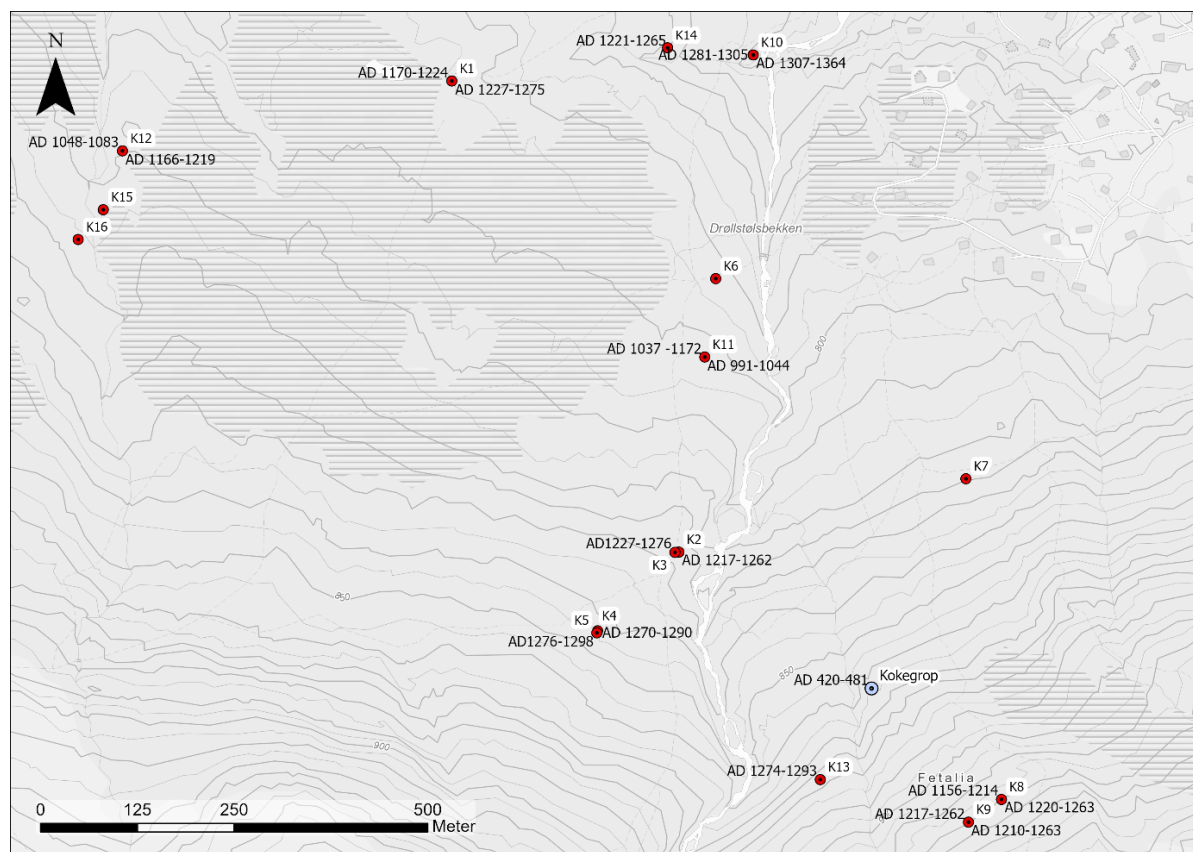 N
AD 1221-1265
K14
K10
AD 1281-1305
AD 1307-1364
K1
AD 1170-1224
AD 1227-1275
K12
AD 1048-1083
AD 1166-1219
K15
K16
Drøllstølsbekken
K6
800
K11
AD 1037 -1172
AD 991-1044
K7
K2
AD1227-1276
K3
AD 1217-1262
850
K5
K4
AD1276-1298
AD 1270-1290
850
AD 420-481
Kokegrop
900
K13
AD 1274-1293
Fetalia
K8
AD 1156-1214
AD 1220-1263
K9
AD 1217-1262
AD 1210-1263
0 125 250 500
Meter